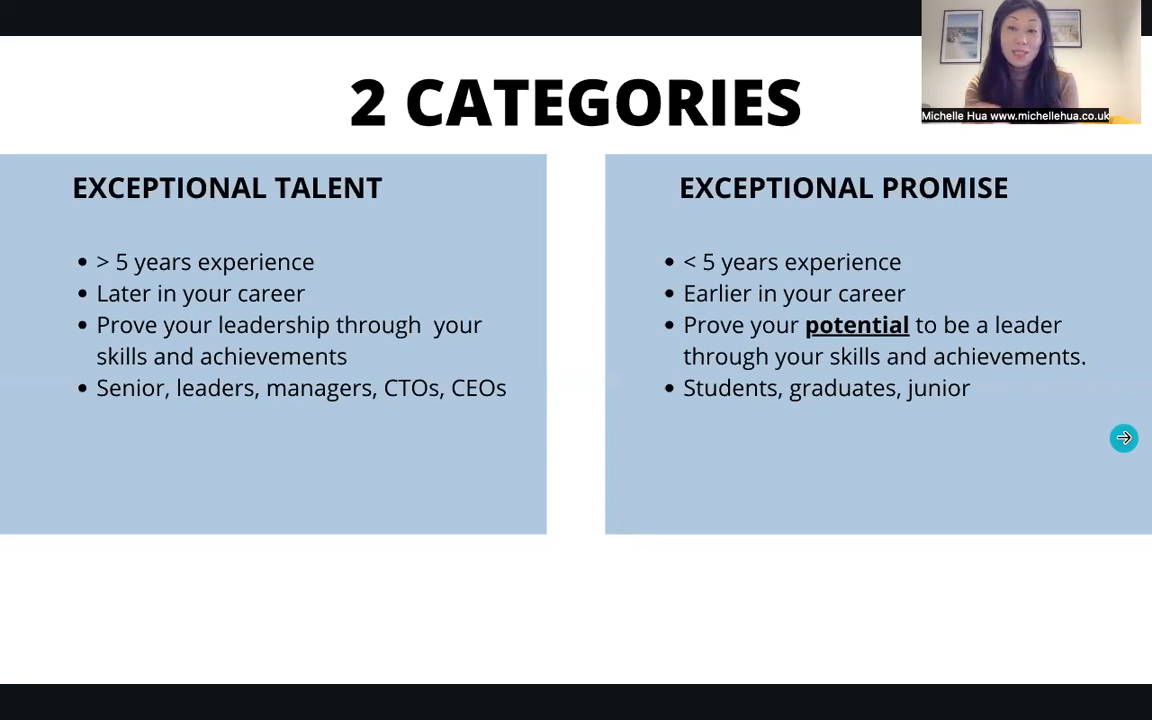 2 CATEGORIES
Michelle Hua www.michellehua.co.uk
EXCEPTIONAL TALENT
• > 5 years experience
• Later in your career
• Prove your leadership through  your
skills and achievements
• Senior, leaders, managers, CTOs, CEOs
EXCEPTIONAL PROMISE
• < 5 years experience
• Earlier in your career
• Prove your potential to be a leader
through your skills and achievements.
• Students, graduates, junior